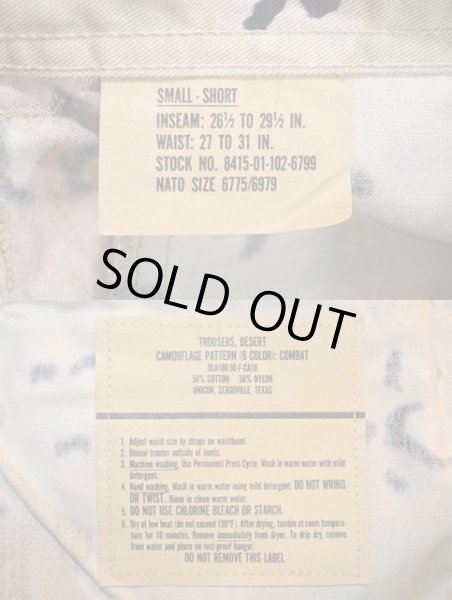 SMALL - SHORT
INSEAM: 26½ TO 29½ IN.
WAIST: 27 TO 31 IN.
STOCK NO. 8415-01-102-6799
NATO SIZE 6775/6979
SOLD OUT
TROUSERS, DESERT
CAMOUFLAGE PATTERN (6 COLOR): COMBAT
DLA100-90-F-CA18
50% COTTON 50% NYLON
UNICOR, SEAGOVILLE, TEXAS
1. Adjust waist size by straps on waistband.
2. Blouse trouser outside of boots.
3. Machine washing. Use Permanent Press Cycle. Wash in warm water with mild
detergent.
4. Hand washing. Wash in warm water using mild detergent. DO NOT WRING
OR TWIST. Rinse in clean warm water.
5. DO NOT USE CHLORINE BLEACH OR STARCH.
6. Dry at low heat (do not exceed 130°F). After drying, tumble at room tempera-
ture for 10 minutes. Remove immediately from dryer. To drip dry, remove
from water and place on rust-proof hanger.
DO NOT REMOVE THIS LABEL